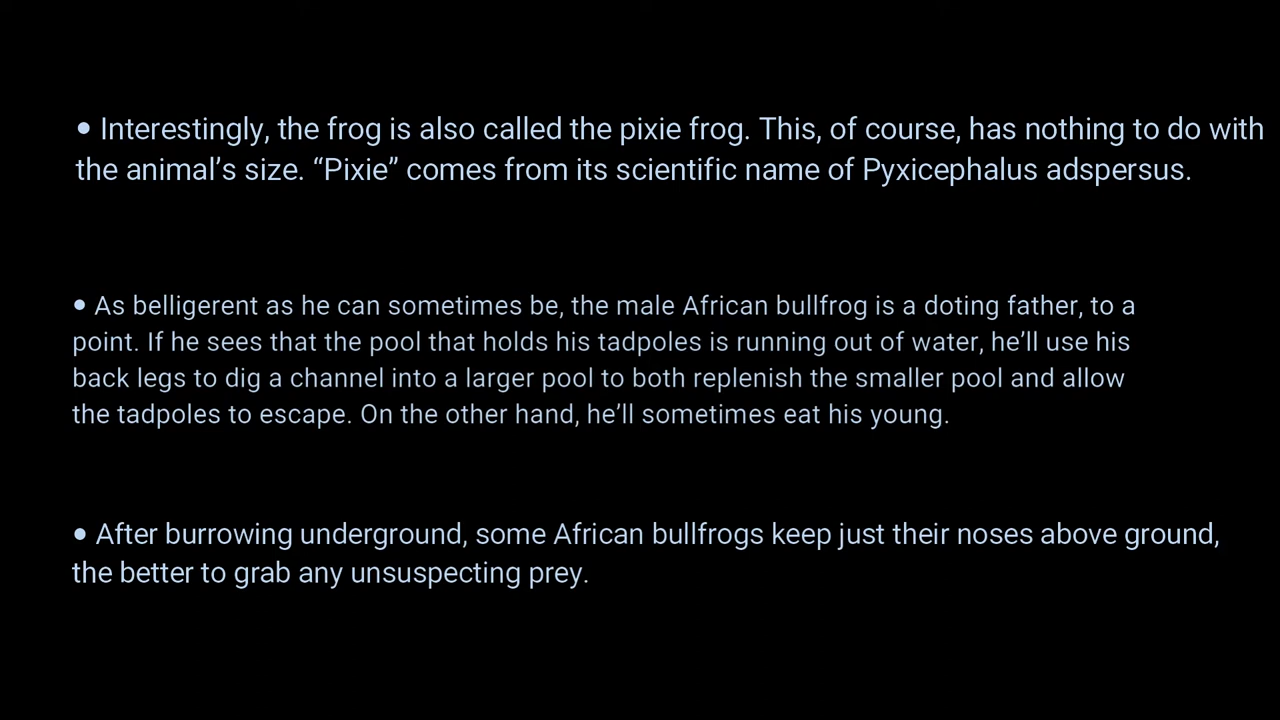 • Interestingly, the frog is also called the pixie frog. This, of course, has nothing to do with
the animal’s size. “Pixie” comes from its scientific name of Pyxicephalus adspersus.
• As belligerent as he can sometimes be, the male African bullfrog is a doting father, to a
point. If he sees that the pool that holds his tadpoles is running out of water, he’ll use his
back legs to dig a channel into a larger pool to both replenish the smaller pool and allow
the tadpoles to escape. On the other hand, he’ll sometimes eat his young.
• After burrowing underground, some African bullfrogs keep just their noses above ground,
the better to grab any unsuspecting prey.